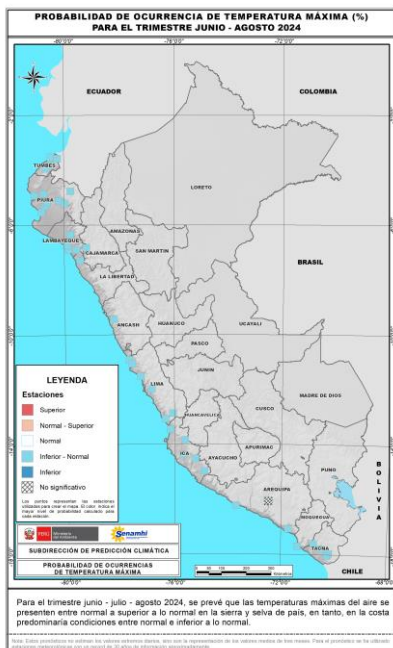 PROBABILIDAD DE OCURRENCIA DE TEMPERATURA MÁXIMA (%)
PARA EL TRIMESTRE JUNIO - AGOSTO 2024
ECUADOR
COLOMBIA
TUMBES
LORETO
PIURA
AMAZONAS
LAMBAYEQUE
CAJAMARCA
SAN MARTIN
BRASIL
LA LIBERTAD
ANCASH
HUANUCO
UCAYALI
PASCO
JUNIN
LIMA
MADRE DE DIOS
CUSCO
HUANCAVELICA
APURIMAC
ICA
AYACUCHO
PUNO
AREQUIPA
BOLIVIA
MOQUEGUA
TACNA
CHILE
LEYENDA
Estaciones
Superior
Normal - Superior
Normal
Inferior - Normal
Inferior
No significativo
PERÚ
Senamhi
SUBDIRECCIÓN DE PREDICCIÓN CLIMÁTICA
PROBABILIDAD DE OCURRENCIAS
DE TEMPERATURA MÁXIMA
Para el trimestre junio - julio - agosto 2024, se prevé que las temperaturas máximas del aire se
presenten entre normal a superior a lo normal en la sierra y selva de país, en tanto, en la costa
predominaría condiciones entre normal e inferior a lo normal.